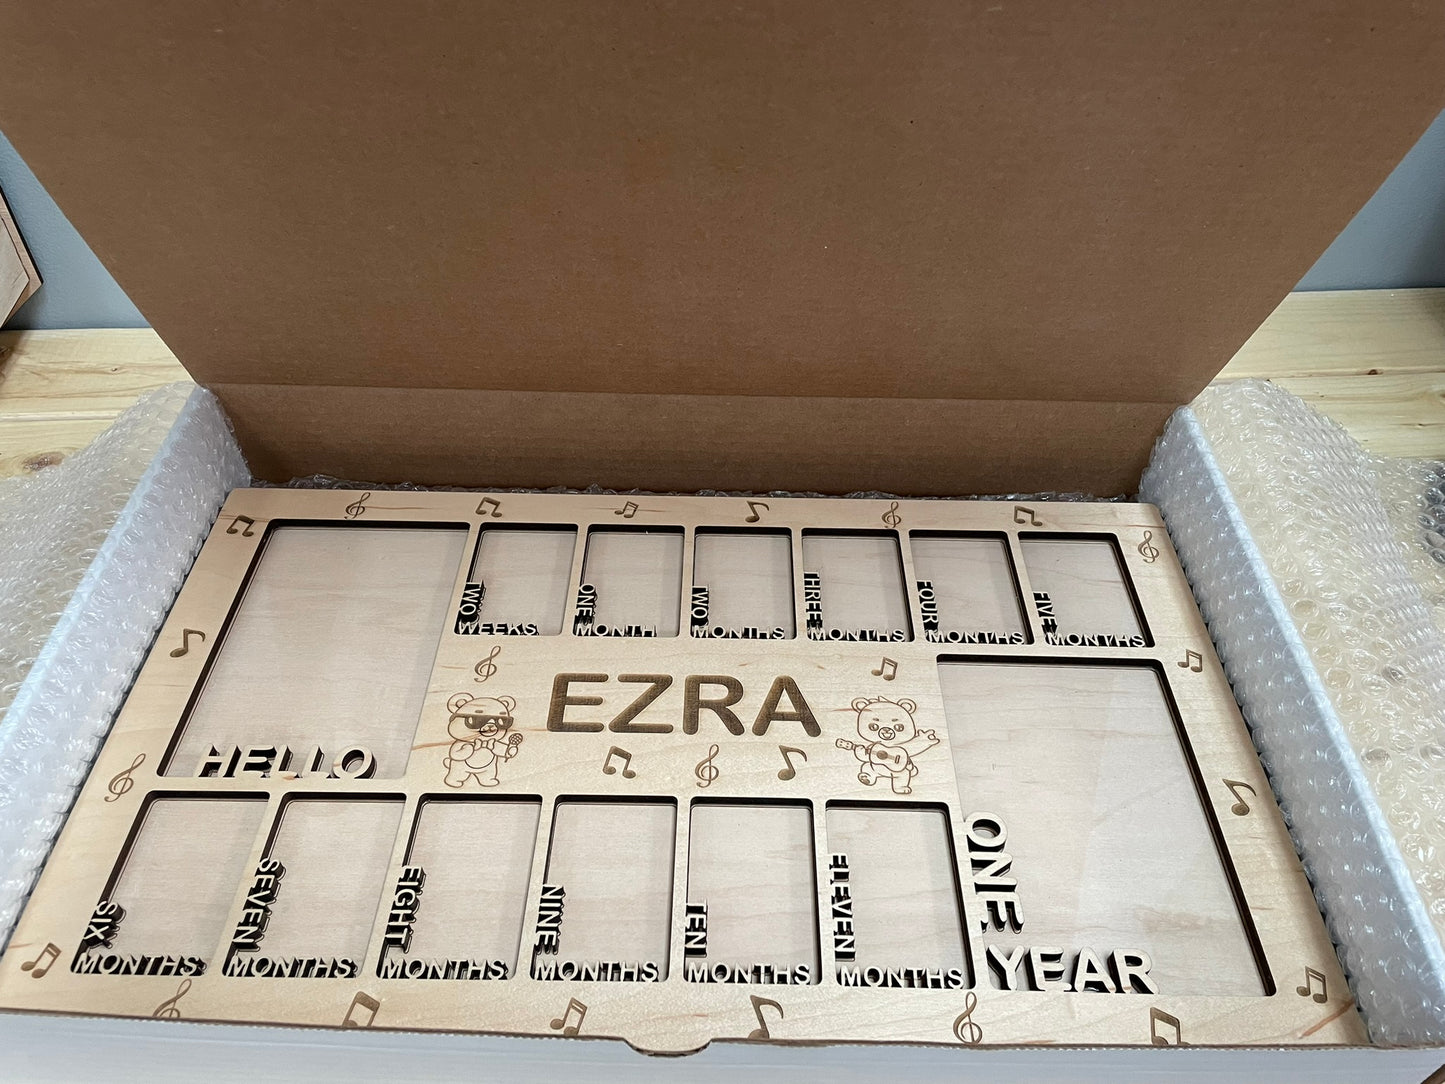 HELLO
TWO WEEKS
ONE MONTH
TWO MONTHS
THREE MONTHS
FOUR MONTHS
FIVE MONTHS
EZRA
SIX MONTHS
SEVEN MONTHS
EIGHT MONTHS
NINE MONTHS
TEN MONTHS
ELEVEN MONTHS
ONE YEAR